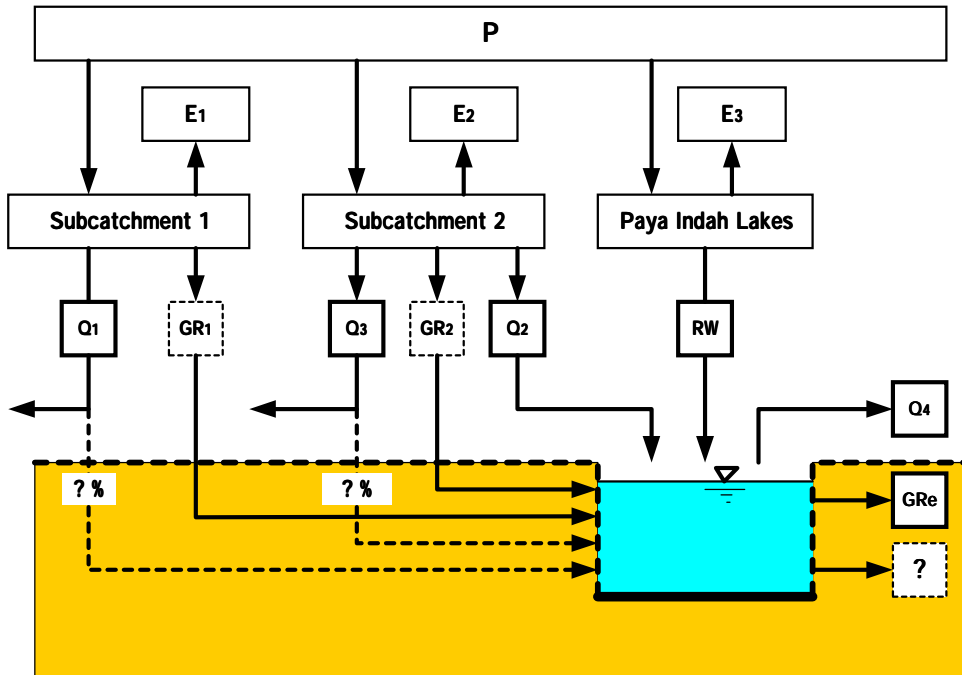 P
E1
E2
E3
Subcatchment 1
Subcatchment 2
Paya Indah Lakes
Q1
GR1
Q3
GR2
Q2
RW
Q4
? %
? %
GRe
?